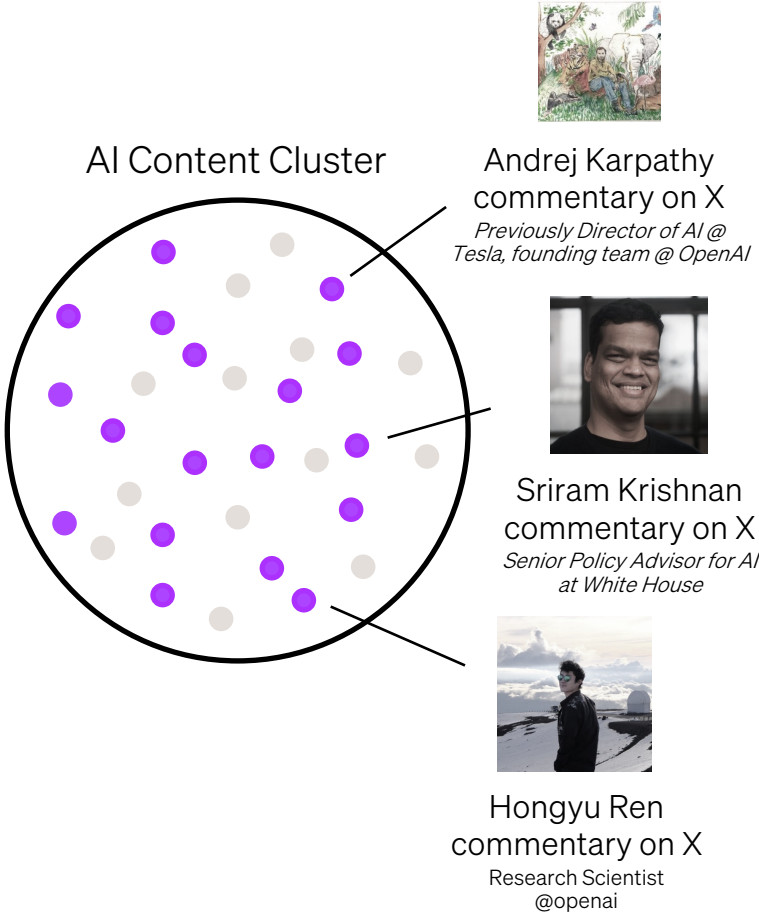 AI Content Cluster
Andrej Karpathy
commentary on X
Previously Director of AI @
Tesla, founding team @ OpenAI
Sriram Krishnan
commentary on X
Senior Policy Advisor for AI
at White House
Hongyu Ren
commentary on X
Research Scientist
@openai